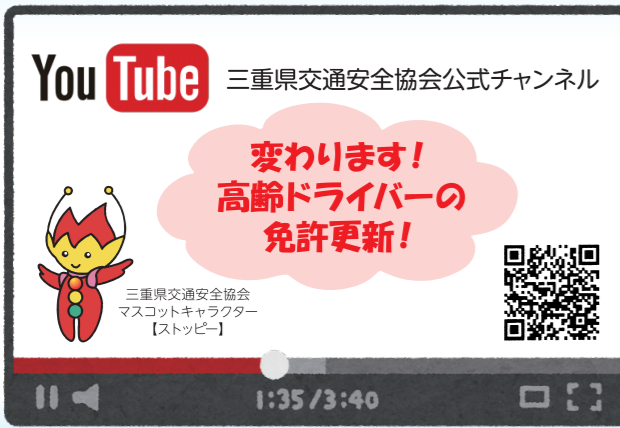 YouTube 三重県交通安全協会公式チャンネル
変わります!
高齢ドライバーの
免許更新!
三重県交通安全協会
マスコットキャラクター
【ストッピー】
1:35/3:40